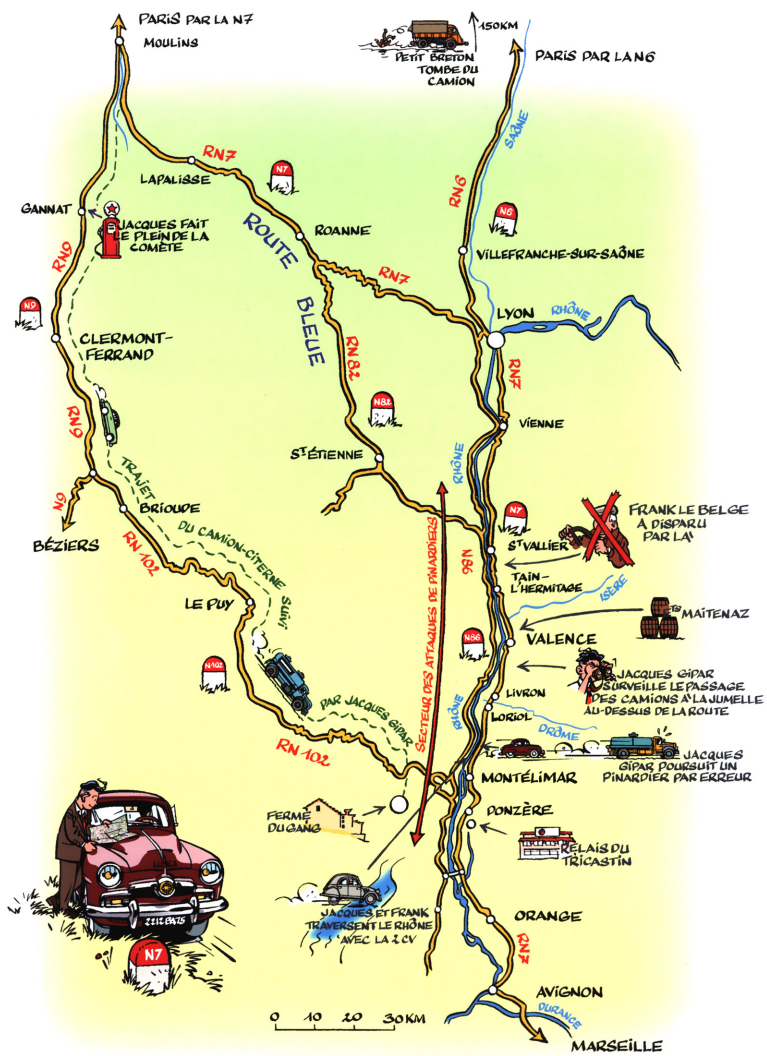 PARIS PAR LA N7
MOULINS
150KM
PETIT BRETON
TOMBE DU
CAMION
PARIS PAR LA N6
SAÔNE
RN7
LAPALISSE
N7
RN6
N6
GANNAT
JACQUES FAIT
LE PLEIN DE LA
COMÈTE
ROUTE
BLEUE
ROANNE
VILLEFRANCHE-SUR-SAÔNE
RN9
RN7
N9
LYON
RHÔNE
CLERMONT-
FERRAND
RN82
RN7
N82
RN9
VIENNE
ST ÉTIENNE
RHÔNE
TRAJET
DU CAMION-CITERNE SUIVI
PAR JACQUES GIPAR
N9
BRIOUDE
BÉZIERS
RN 102
N7
FRANK LE BELGE
A DISPARU
PAR LÀ
ST VALLIER
N86
SECTEUR DES ATTAQUES DE PINARDIERS
TAIN-
L'HERMITAGE
ISÈRE
LE PUY
ETS
MAITENAZ
N86
VALENCE
N102
JACQUES GIPAR
SURVEILLE LE PASSAGE
DES CAMIONS À LA JUMELLE
AU-DESSUS DE LA ROUTE
LIVRON
LORIOL
RHÔNE
DRÔME
RN 102
JACQUES
GIPAR POURSUIT UN
PINARDIER PAR ERREUR
MONTÉLIMAR
FERME
DU GANG
DONZÈRE
RELAIS DU
TRICASTIN
JACQUES ET FRANK
TRAVERSENT LE RHÔNE
AVEC LA 2CV
2212 BA75
N7
ORANGE
RN7
AVIGNON
DURANCE
0 10 20 30KM
MARSEILLE